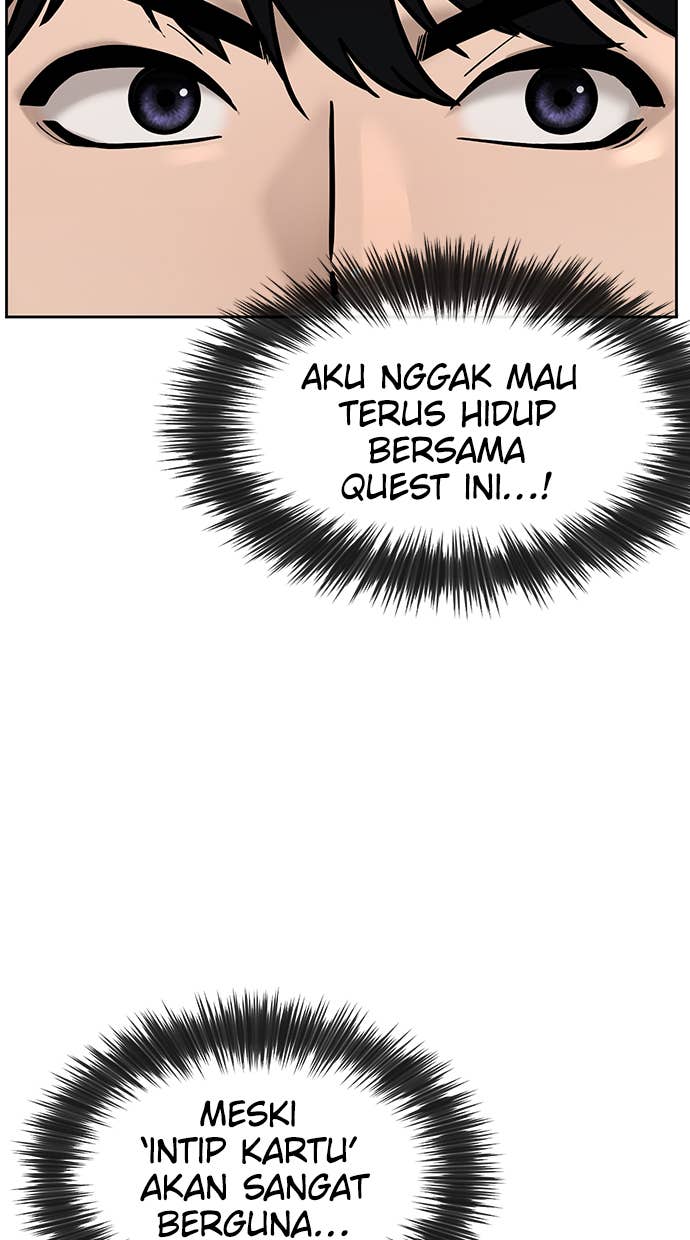 AKU NGGAK MAU
TERUS HIDUP
BERSAMA
QUEST INI...!
MESKI
'INTIP KARTU'
AKAN SANGAT
BERGUNA...